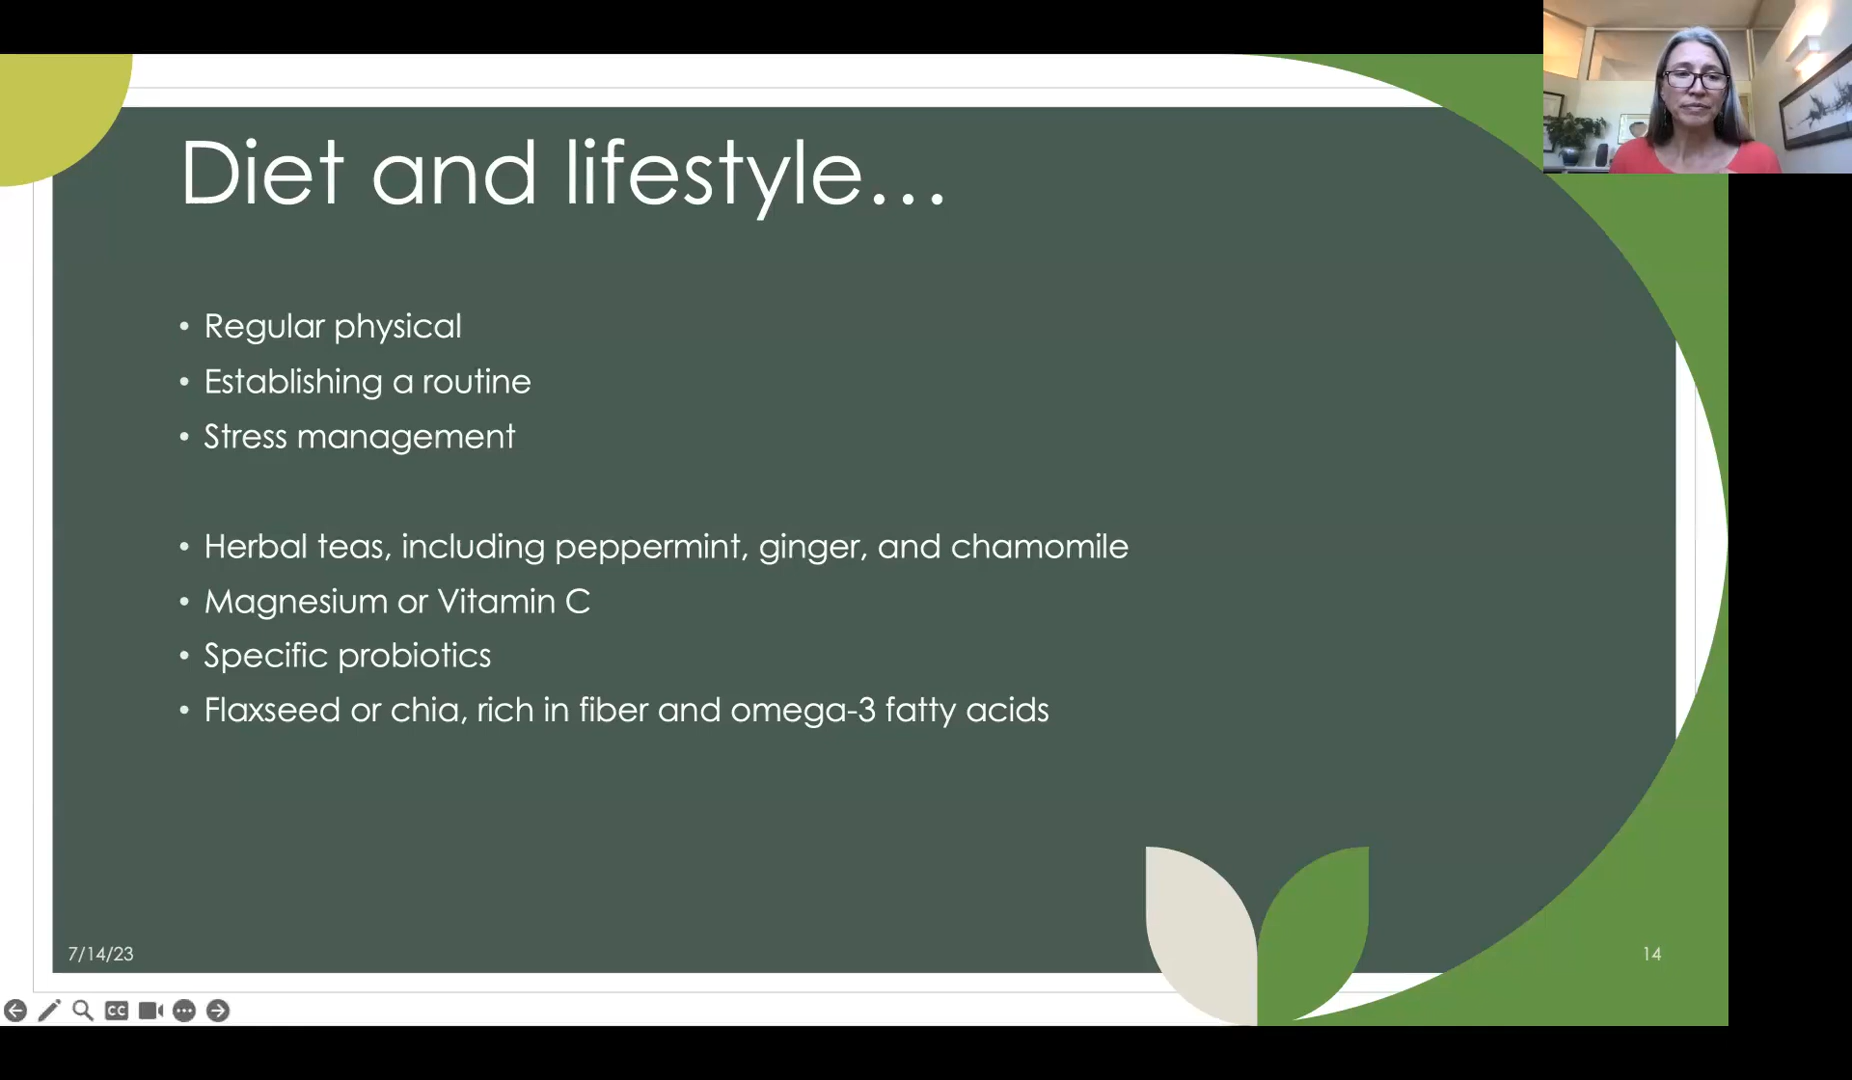 Diet and lifestyle…
• Regular physical
• Establishing a routine
• Stress management
• Herbal teas, including peppermint, ginger, and chamomile
• Magnesium or Vitamin C
• Specific probiotics
• Flaxseed or chia, rich in fiber and omega-3 fatty acids
7/14/23
14
CC